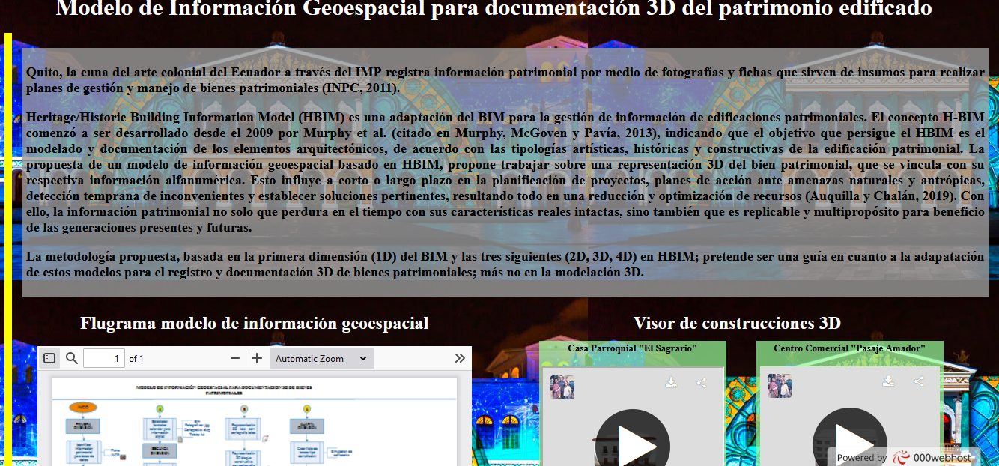 Modelo de Información Geoespacial para documentación 3D del patrimonio edificado
Quito, la cuna del arte colonial del Ecuador a través del IMP registra información patrimonial por medio de fotografías y fichas que sirven de insumos para realizar
planes de gestión y manejo de bienes patrimoniales (INPC, 2011).
Heritage/Historic Building Information Model (HBIM) es una adaptación del BIM para la gestión de información de edificaciones patrimoniales. El concepto H-BIM
comenzó a ser desarrollado desde el 2009 por Murphy et al. (citado en Murphy, McGoven y Pavía, 2013), indicando que el objetivo que persigue el HBIM es el
modelado y documentación de los elementos arquitectónicos, de acuerdo con las tipologías artísticas, históricas y constructivas de la edificación patrimonial. La
propuesta de un modelo de información geoespacial basado en HBIM, propone trabajar sobre una representación 3D del bien patrimonial, que se vincula con su
respectiva información alfanumérica. Esto influye a corto o largo plazo en la planificación de proyectos, planes de acción ante amenazas naturales y antrópicas,
detección temprana de inconvenientes y establecer soluciones pertinentes, resultando todo en una reducción y optimización de recursos (Auquilla y Chalán, 2019). Con
ello, la información patrimonial no solo que perdura en el tiempo con sus características reales intactas, sino también que es replicable y multipropósito para beneficio
de las generaciones presentes y futuras.
La metodología propuesta, basada en la primera dimensión (1D) del BIM y las tres siguientes (2D, 3D, 4D) en HBIM; pretende ser una guía en cuanto a la adapatación
de estos modelos para el registro y documentación 3D de bienes patrimoniales; más no en la modelación 3D.
Flugrama modelo de información geoespacial
Visor de construcciones 3D
1 of 1
Automatic Zoom
MODELO DE INFORMACIÓN GEOESPACIAL PARA DOCUMENTACIÓN 3D DE BIENES
PATRIMONIALES
INICIO
PRIMERA
DIMENSIÓN
SEGUNDA
DIMENSIÓN
CUARTA
DIMENSIÓN
Casa Parroquial "El Sagrario"
Centro Comercial "Pasaje Amador"
Powered by 000webhost